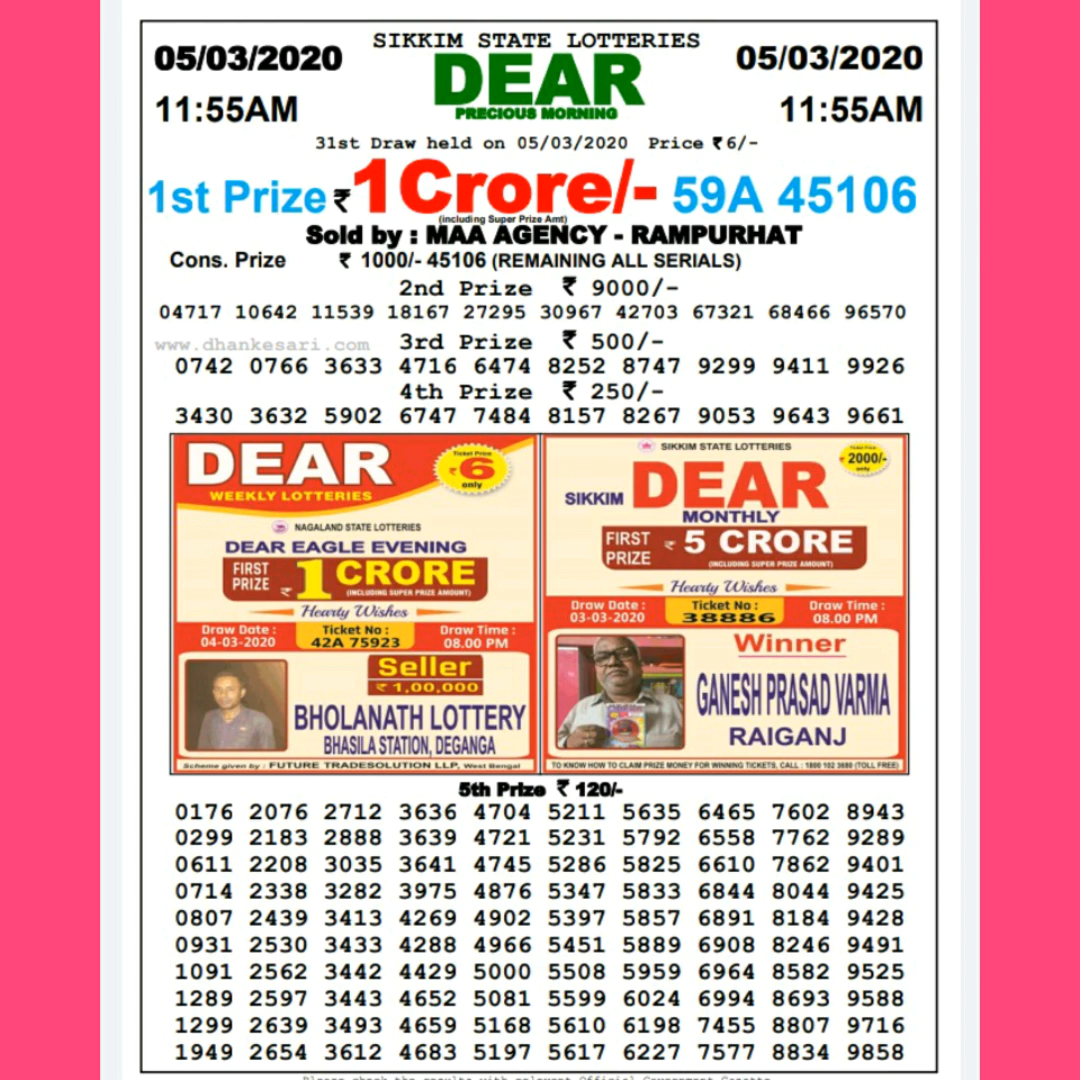 SIKKIM STATE LOTTERIES
05/03/2020 DEAR 05/03/2020
PRECIOUS MORNING
11:55AM 11:55AM
31st Draw held on 05/03/2020 Price ₹6/-
1st Prize ₹1Crore/- 59A 45106
(including Super Prize Amt)
Sold by : MAA AGENCY - RAMPURHAT
Cons. Prize ₹ 1000/- 45106 (REMAINING ALL SERIALS)
2nd Prize ₹ 9000/-
04717 10642 11539 18167 27295 30967 42703 67321 68466 96570
www.dhankesari.com 3rd Prize ₹ 500/-
0742 0766 3633 4716 6474 8252 8747 9299 9411 9926
4th Prize ₹ 250/-
3430 3632 5902 6747 7484 8157 8267 9053 9643 9661
DEAR
WEEKLY LOTTERIES
Ticket Price
₹6
only
NAGALAND STATE LOTTERIES
DEAR EAGLE EVENING
FIRST PRIZE ₹ 1 CRORE
(INCLUDING SUPER PRIZE AMOUNT)
Hearty Wishes
Draw Date : Ticket No : Draw Time :
04-03-2020 42A 75923 08.00 PM
Seller
₹ 1,00,000
BHOLANATH LOTTERY
BHASILA STATION, DEGANGA
Scheme given by : FUTURE TRADESOLUTION LLP, West Bengal
SIKKIM STATE LOTTERIES
Ticket Price
₹ 2000/-
only
SIKKIM DEAR
MONTHLY
FIRST PRIZE ₹ 5 CRORE
(INCLUDING SUPER PRIZE AMOUNT)
Hearty Wishes
Draw Date : Ticket No : Draw Time :
03-03-2020 38886 08.00 PM
Winner
GANESH PRASAD VARMA
RAIGANJ
TO KNOW HOW TO CLAIM PRIZE MONEY FOR WINNING TICKETS, CALL : 1800 102 3680 (TOLL FREE)
5th Prize ₹ 120/-
0176 2076 2712 3636 4704 5211 5635 6465 7602 8943
0299 2183 2888 3639 4721 5231 5792 6558 7762 9289
0611 2208 3035 3641 4745 5286 5825 6610 7862 9401
0714 2338 3282 3975 4876 5347 5833 6844 8044 9425
0807 2439 3413 4269 4902 5397 5857 6891 8184 9428
0931 2530 3433 4288 4966 5451 5889 6908 8246 9491
1091 2562 3442 4429 5000 5508 5959 6964 8582 9525
1289 2597 3443 4652 5081 5599 6024 6994 8693 9588
1299 2639 3493 4659 5168 5610 6198 7455 8807 9716
1949 2654 3612 4683 5197 5617 6227 7577 8834 9858